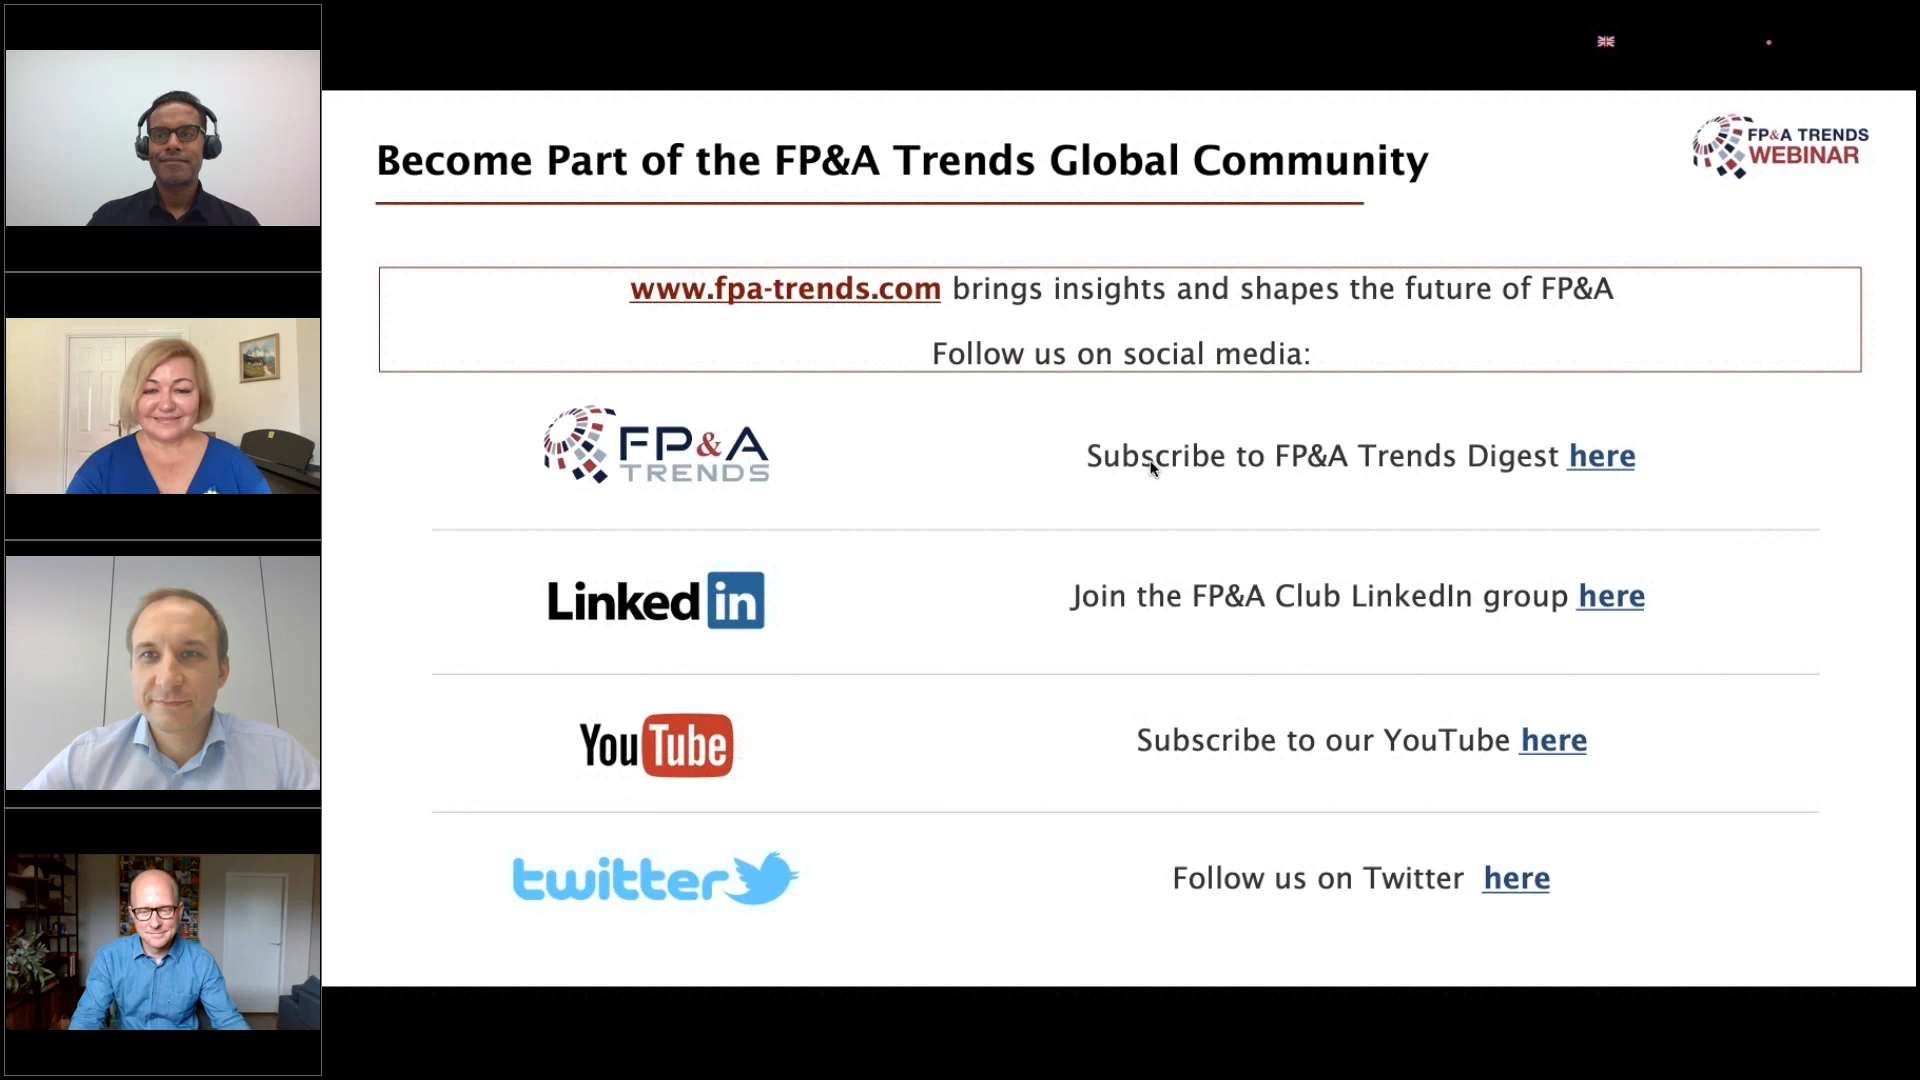 Become Part of the FP&A Trends Global Community
FP&A TRENDS
WEBINAR
www.fpa-trends.com brings insights and shapes the future of FP&A
Follow us on social media:
FP&A
TRENDS
Subscribe to FP&A Trends Digest here
Linked in
Join the FP&A Club LinkedIn group here
YouTube
Subscribe to our YouTube here
twitter
Follow us on Twitter here